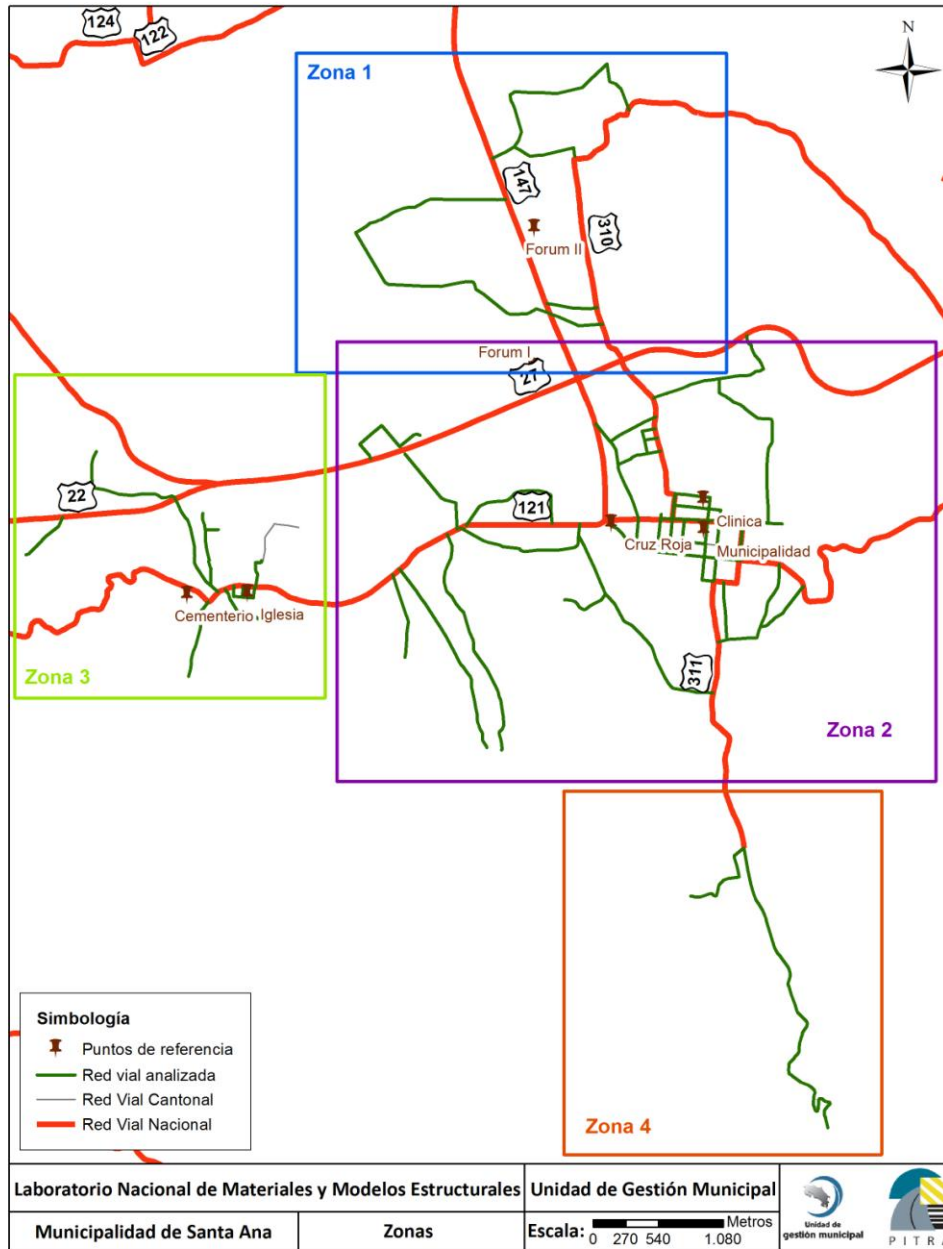 124
122
N
Zona 1
147
310
Forum II
Forum I
27
22
121
Clinica
Cruz Roja
Municipalidad
Cementerio
Iglesia
Zona 3
311
Zona 2
Simbología
Puntos de referencia
Red vial analizada
Red Vial Cantonal
Red Vial Nacional
Zona 4
Laboratorio Nacional de Materiales y Modelos Estructurales
Unidad de Gestión Municipal
Municipalidad de Santa Ana
Zonas
Escala:
Metros
0 270 540 1.080
Unidad de
gestión municipal
PITRA